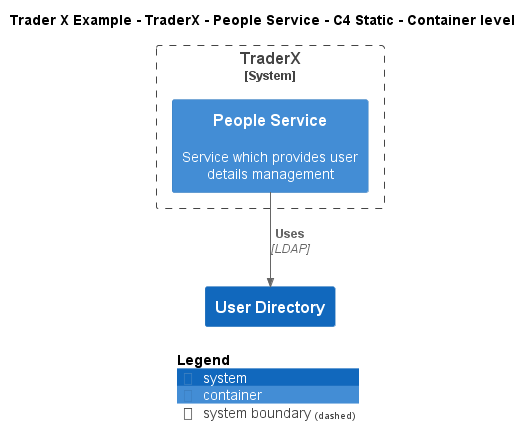 Trader X Example - TraderX - People Service - C4 Static - Container level
TraderX
[System]
People Service
Service which provides user
details management
Uses
[LDAP]
User Directory
Legend
system
container
system boundary (dashed)